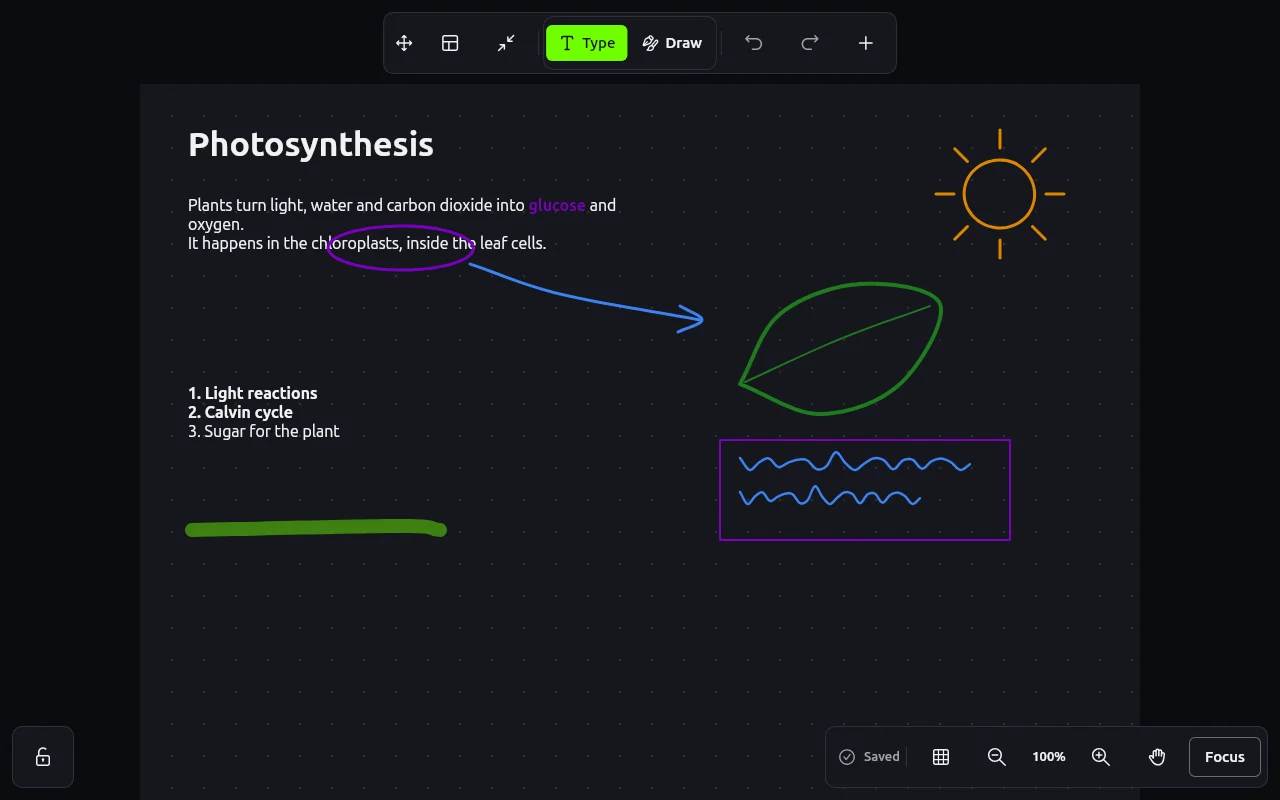 Type
Draw
Photosynthesis
Plants turn light, water and carbon dioxide into glucose and
oxygen.
It happens in the chloroplasts, inside the leaf cells.
1. Light reactions
2. Calvin cycle
3. Sugar for the plant
Saved
100%
Focus